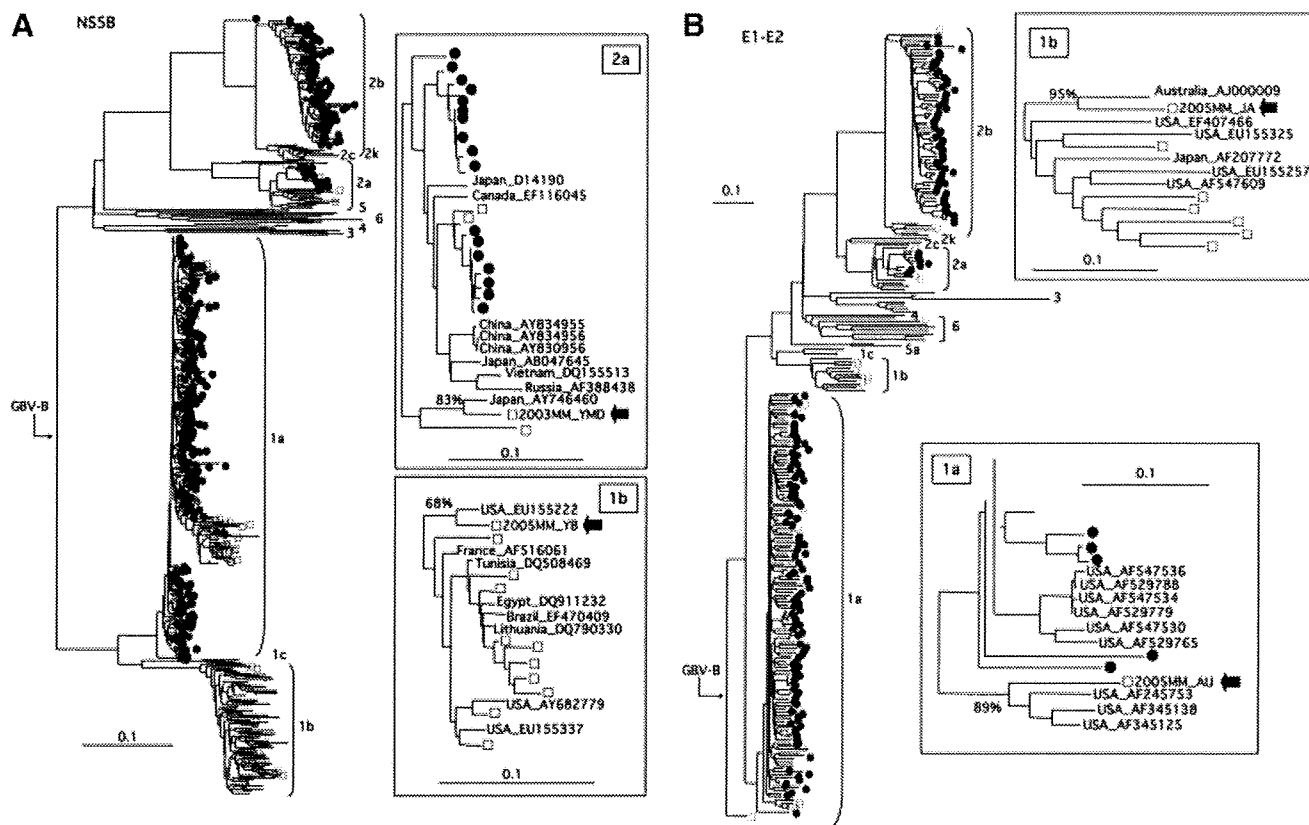 A
NS5B
2b
2c
2k
2a
5
6
4
3
GBV-B
1a
1c
1b
0.1
2a
Japan_D14190
Canada_EF116045
China_AY834955
China_AY834956
China_AY830956
Japan_AB047645
Vietnam_DQ155513
Russia_AF388438
Japan_AY746460
83%
2003MM_YMD
0.1
1b
68%
USA_EU155222
2005MM_YB
France_AF516061
Tunisia_DQ508469
Egypt_DQ911232
Brazil_EF470409
Lithuania_DQ790330
USA_AY682779
USA_EU155337
0.1
B
E1-E2
2b
0.1
2k
2c
2a
3
4
6
5a
1c
1b
GBV-B
1a
1b
95%
Australia_AJ000009
2005MM_JA
USA_EF407466
USA_EU155325
Japan_AF207772
USA_EU155257
USA_AF547609
0.1
1a
0.1
USA_AF547536
USA_AF529788
USA_AF547534
USA_AF529779
USA_AF547530
USA_AF529765
2005MM_AU
89%
USA_AF245753
USA_AF345138
USA_AF345125